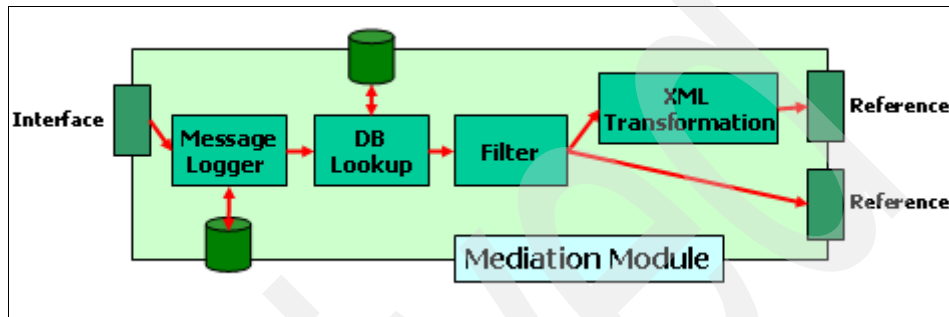 Interface
Message
Logger
DB
Lookup
Filter
XML
Transformation
Reference
Reference
Mediation Module